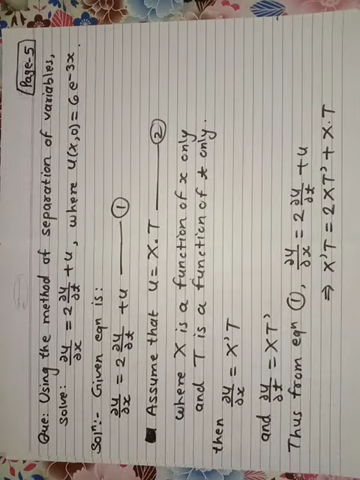 Page-5
Que: Using the method of separation of variables,
solve: ∂u/∂x = 2 ∂u/∂t + u, where u(x,0) = 6 e^-3x.
Solⁿ:- Given eqn is:
∂u/∂x = 2 ∂u/∂t + u —— ①
Assume that u = X.T —— ②
where X is a function of x only
and T is a function of t only.
then ∂u/∂x = X'T
and ∂u/∂t = XT'
Thus from eqⁿ ①, ∂u/∂x = 2 ∂u/∂t + u
⇒ X'T = 2XT' + X.T